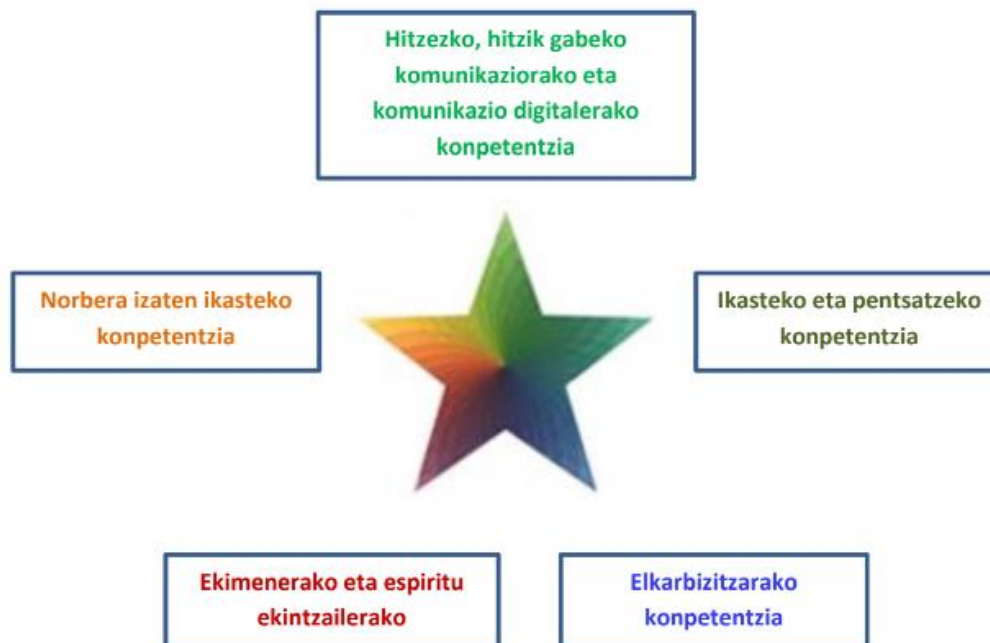 Hitzezko, hitzik gabeko
komunikaziorako eta
komunikazio digitalerako
konpetentzia
Norbera izaten ikasteko
konpetentzia
Ikasteko eta pentsatzeko
konpetentzia
Ekimenerako eta espiritu
ekintzailerako
Elkarbizitzarako
konpetentzia